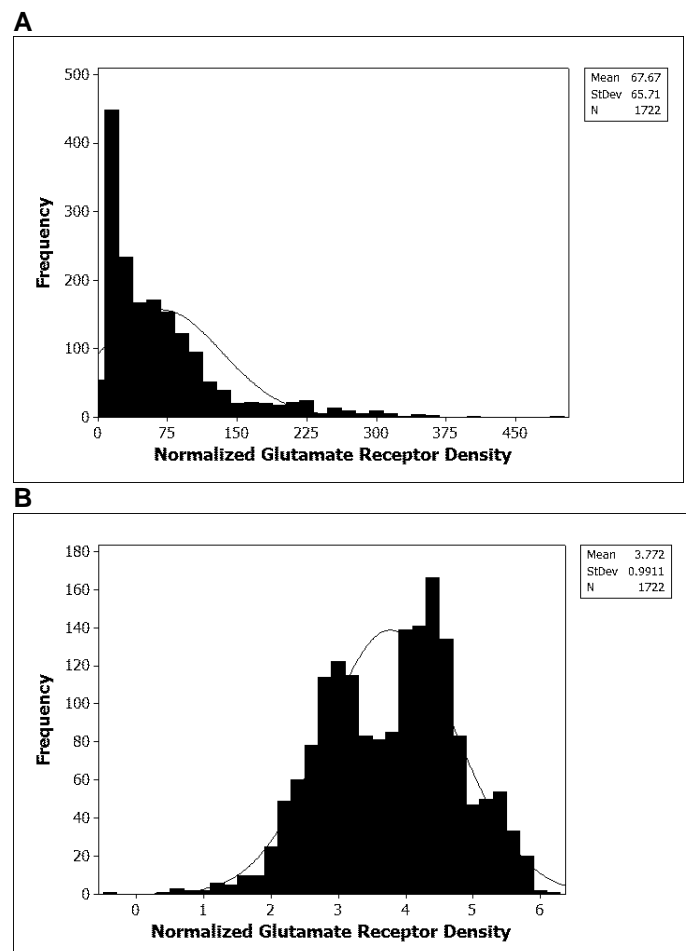 A
Mean 67.67
StDev 65.71
N 1722
500
400
300
200
100
0
Frequency
0 75 150 225 300 375 450
Normalized Glutamate Receptor Density
B
Mean 3.772
StDev 0.9911
N 1722
180
160
140
120
100
80
60
40
20
0
Frequency
0 1 2 3 4 5 6
Normalized Glutamate Receptor Density